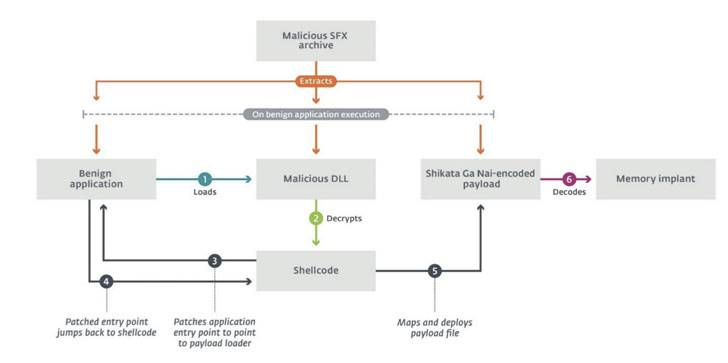 Malicious SFX
archive
Extracts
On benign application execution
Benign
application
1
Loads
Malicious DLL
Shikata Ga Nai-encoded
payload
6
Decodes
Memory implant
2 Decrypts
3
Shellcode
5
4
Patched entry point
jumps back to shellcode
Patches application
entry point to point
to payload loader
Maps and deploys
payload file